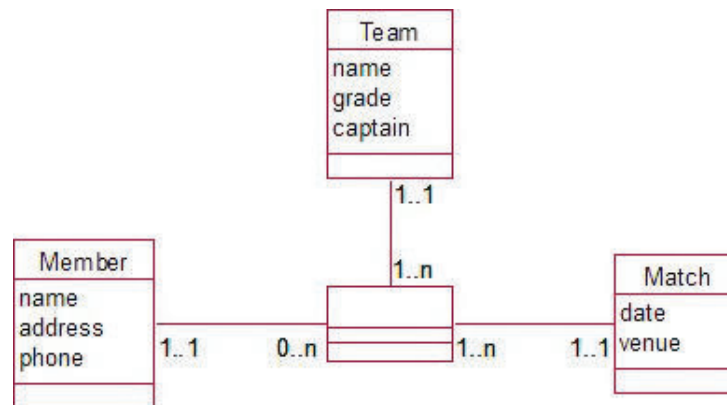 Team
name
grade
captain
1..1
1..n
Member
name
address
phone
1..1
0..n
1..n
1..1
Match
date
venue